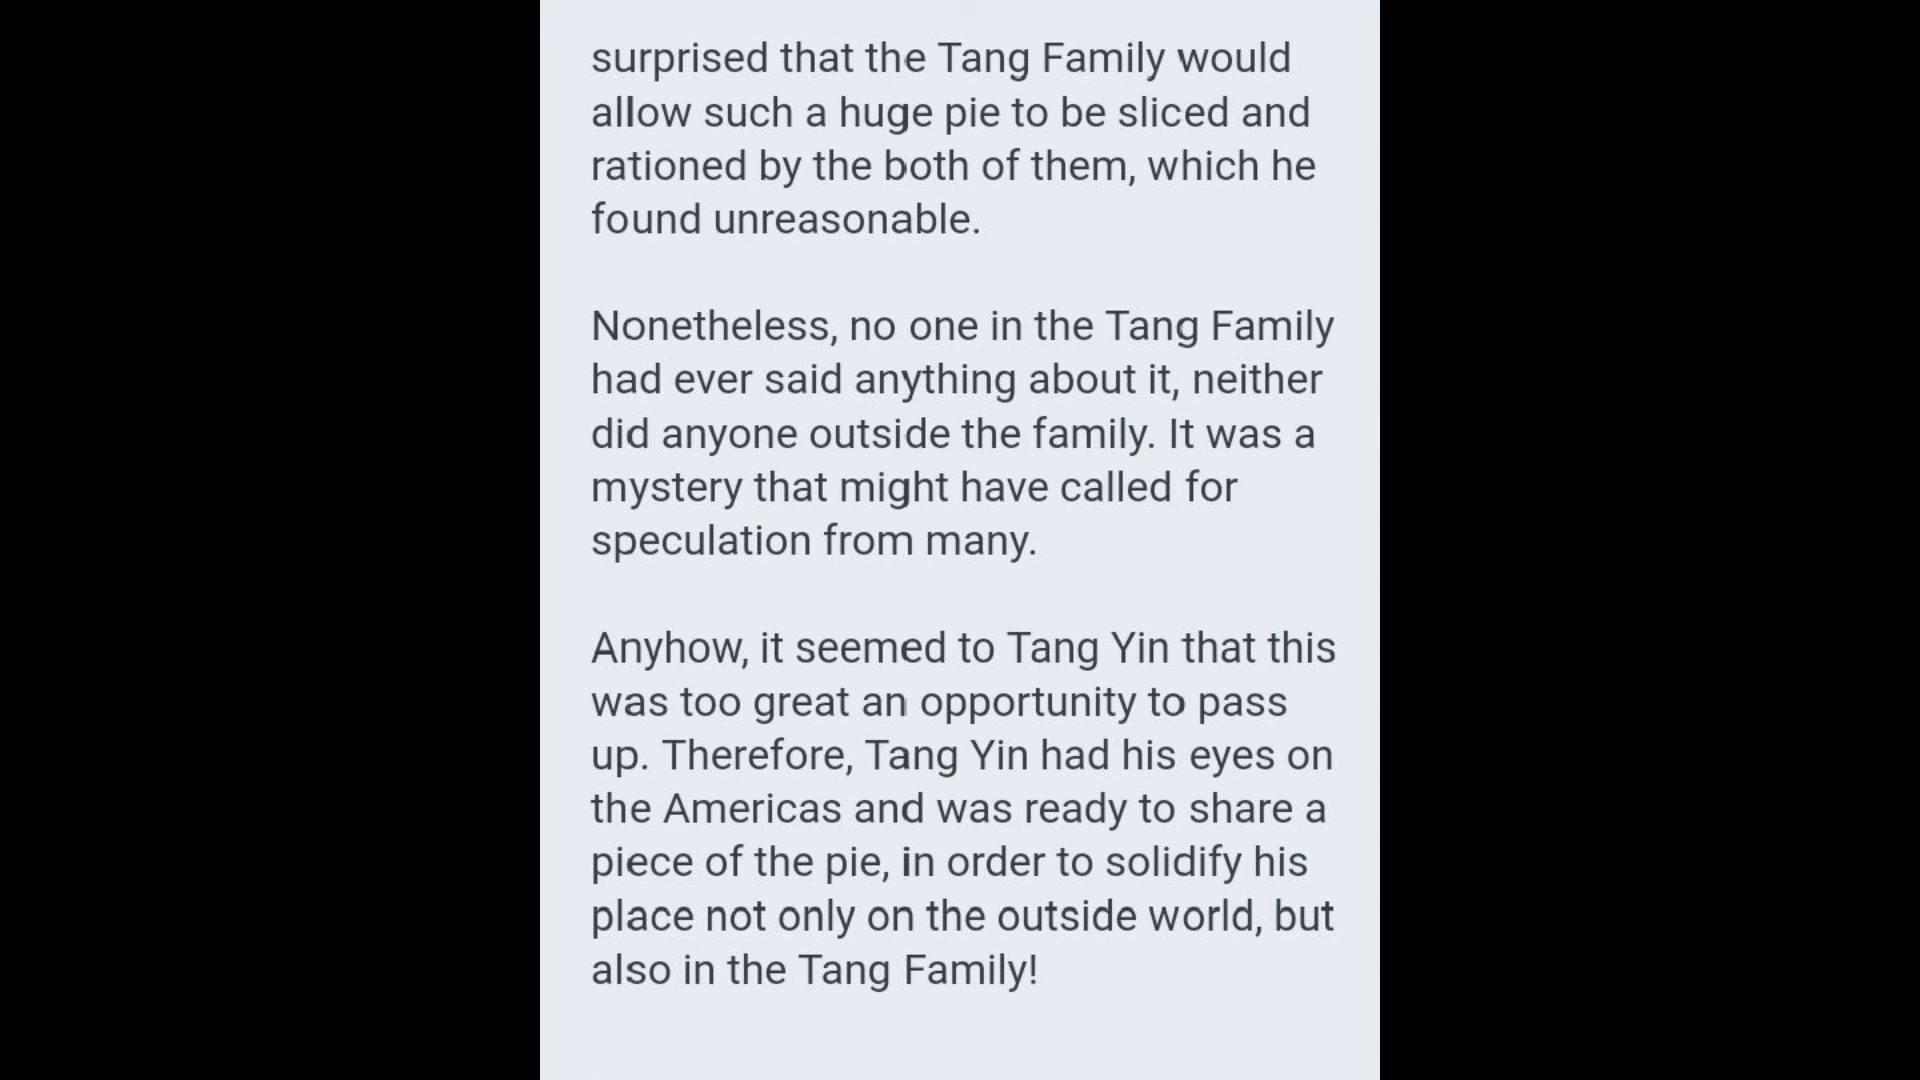 surprised that the Tang Family would
allow such a huge pie to be sliced and
rationed by the both of them, which he
found unreasonable.
Nonetheless, no one in the Tang Family
had ever said anything about it, neither
did anyone outside the family. It was a
mystery that might have called for
speculation from many.
Anyhow, it seemed to Tang Yin that this
was too great an opportunity to pass
up. Therefore, Tang Yin had his eyes on
the Americas and was ready to share a
piece of the pie, in order to solidify his
place not only on the outside world, but
also in the Tang Family!